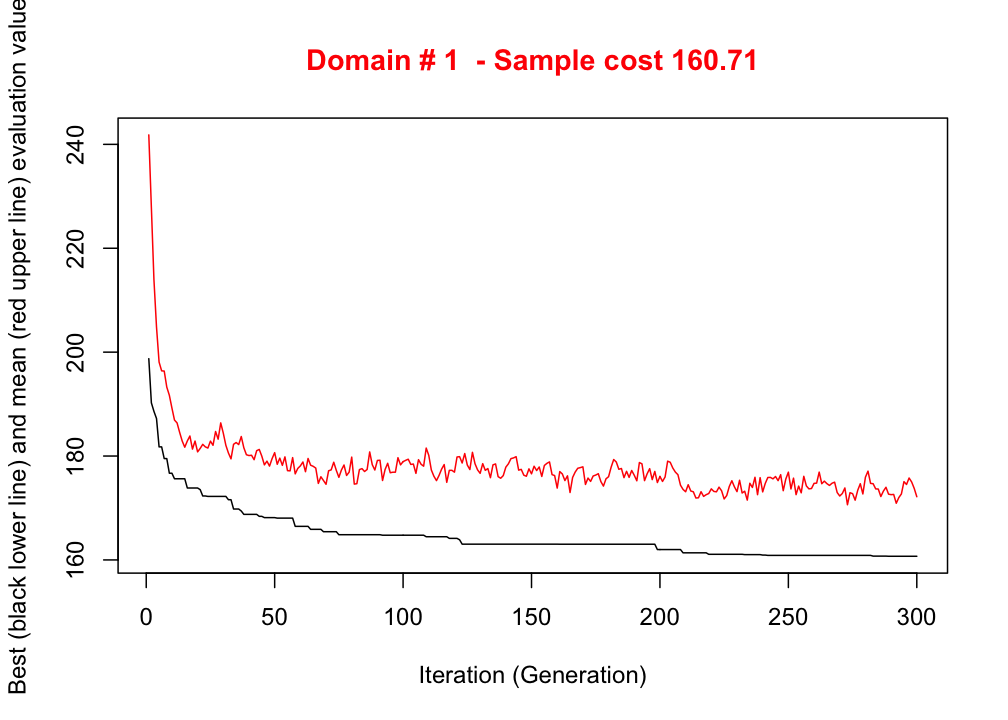 Domain # 1  - Sample cost 160.71
Best (black lower line) and mean (red upper line) evaluation value
240
220
200
180
160
0 50 100 150 200 250 300
Iteration (Generation)